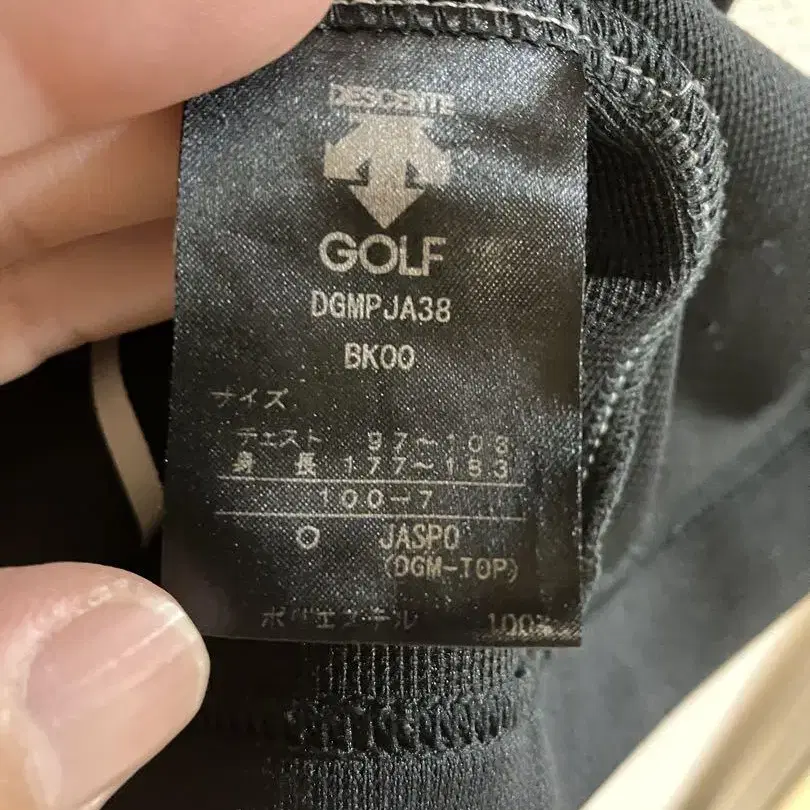 DESCENTE
GOLF
DGMPJA38
BK00
サイズ
チェスト 97~103
身 長 177~183
100-7
○ JASPO
(DGM-TOP)
ポリエステル 100%